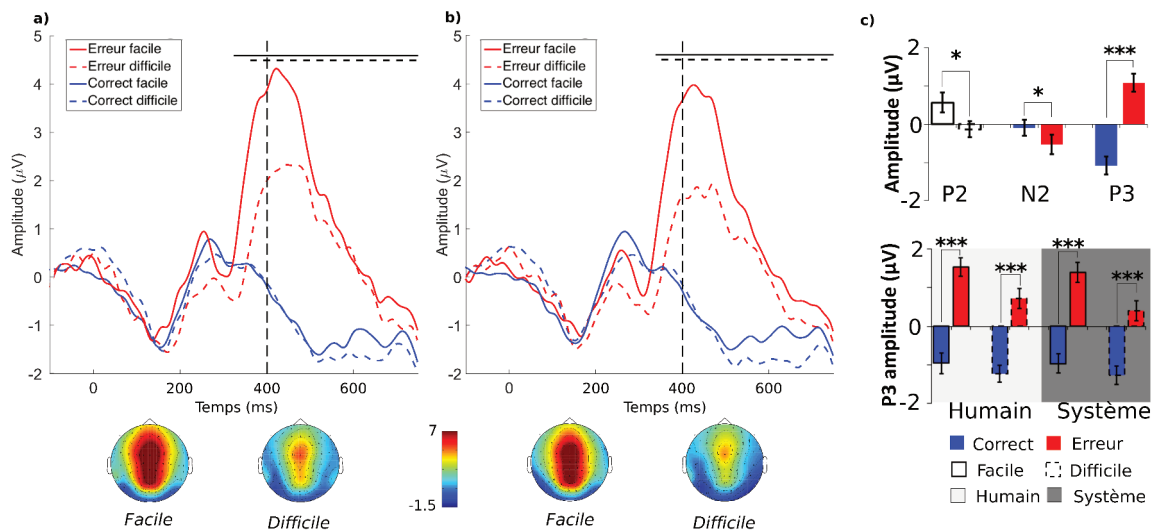 a)
Erreur facile
Erreur difficile
Correct facile
Correct difficile
Amplitude (μV)
5
4
3
2
1
0
-1
-2
0
200
400
600
Temps (ms)
Facile
Difficile
7
-1.5
b)
Erreur facile
Erreur difficile
Correct facile
Correct difficile
Amplitude (μV)
5
4
3
2
1
0
-1
-2
0
200
400
600
Temps (ms)
Facile
Difficile
c)
Amplitude (μV)
2
0
-2
*
*
***
P2
N2
P3
P3 amplitude (μV)
2
0
-2
***
***
***
***
Humain
Système
Correct
Erreur
Facile
Difficile
Humain
Système